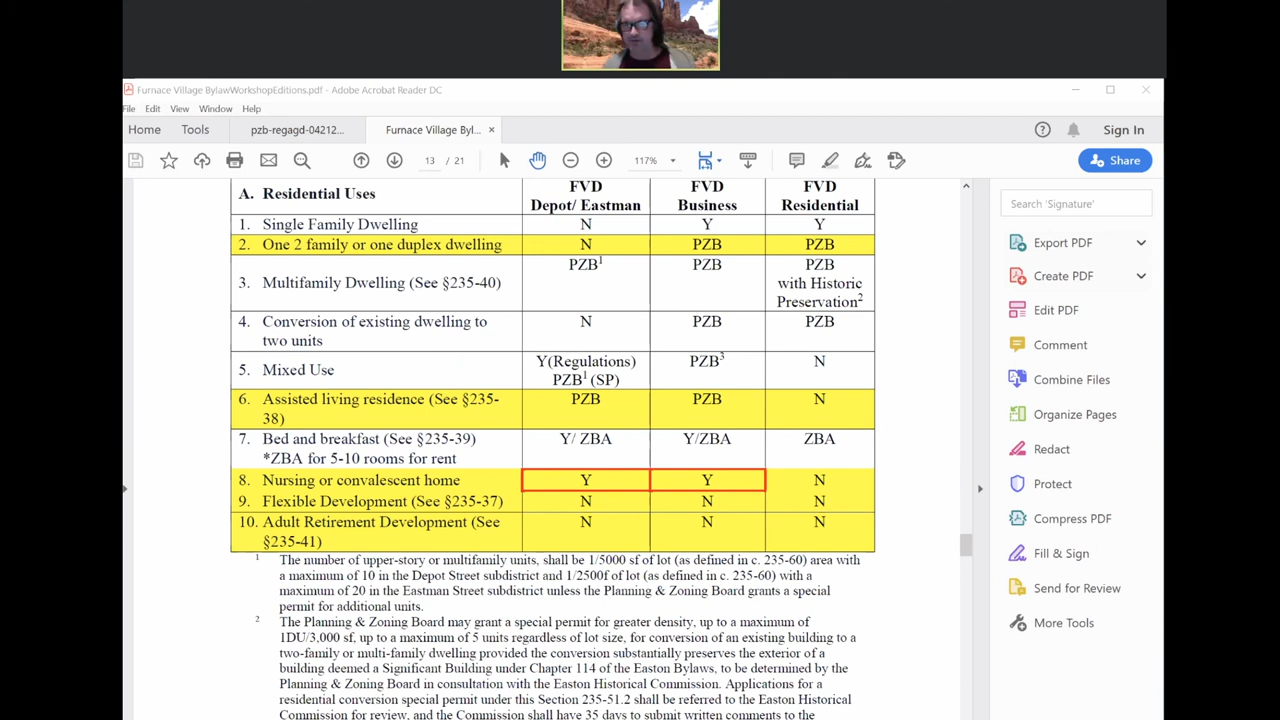 Furnace Village BylawWorkshopEditions.pdf - Adobe Acrobat Reader DC
File Edit View Window Help
Home Tools pzb-regagd-04212... Furnace Village Byl... × Sign In
13 / 21 117% Share
A. Residential Uses FVD Depot/ Eastman FVD Business FVD Residential
1. Single Family Dwelling N Y Y
2. One 2 family or one duplex dwelling N PZB PZB
3. Multifamily Dwelling (See §235-40) PZB1 PZB PZB with Historic Preservation2
4. Conversion of existing dwelling to two units N PZB PZB
5. Mixed Use Y(Regulations) PZB1 (SP) PZB3 N
6. Assisted living residence (See §235-38) PZB PZB N
7. Bed and breakfast (See §235-39) Y/ ZBA Y/ZBA ZBA
*ZBA for 5-10 rooms for rent
8. Nursing or convalescent home Y Y N
9. Flexible Development (See §235-37) N N N
10. Adult Retirement Development (See §235-41) N N N
1 The number of upper-story or multifamily units, shall be 1/5000 sf of lot (as defined in c. 235-60) area with
a maximum of 10 in the Depot Street subdistrict and 1/2500f of lot (as defined in c. 235-60) with a
maximum of 20 in the Eastman Street subdistrict unless the Planning & Zoning Board grants a special
permit for additional units.
2 The Planning & Zoning Board may grant a special permit for greater density, up to a maximum of
1DU/3,000 sf, up to a maximum of 5 units regardless of lot size, for conversion of an existing building to a
two-family or multi-family dwelling provided the conversion substantially preserves the exterior of a
building deemed a Significant Building under Chapter 114 of the Easton Bylaws, to be determined by the
Planning & Zoning Board in consultation with the Easton Historical Commission. Applications for a
residential conversion special permit under this Section 235-51.2 shall be referred to the Easton Historical
Commission for review, and the Commission shall have 35 days to submit written comments to the
Search 'Signature'
Export PDF
Create PDF
Edit PDF
Comment
Combine Files
Organize Pages
Redact
Protect
Compress PDF
Fill & Sign
Send for Review
More Tools